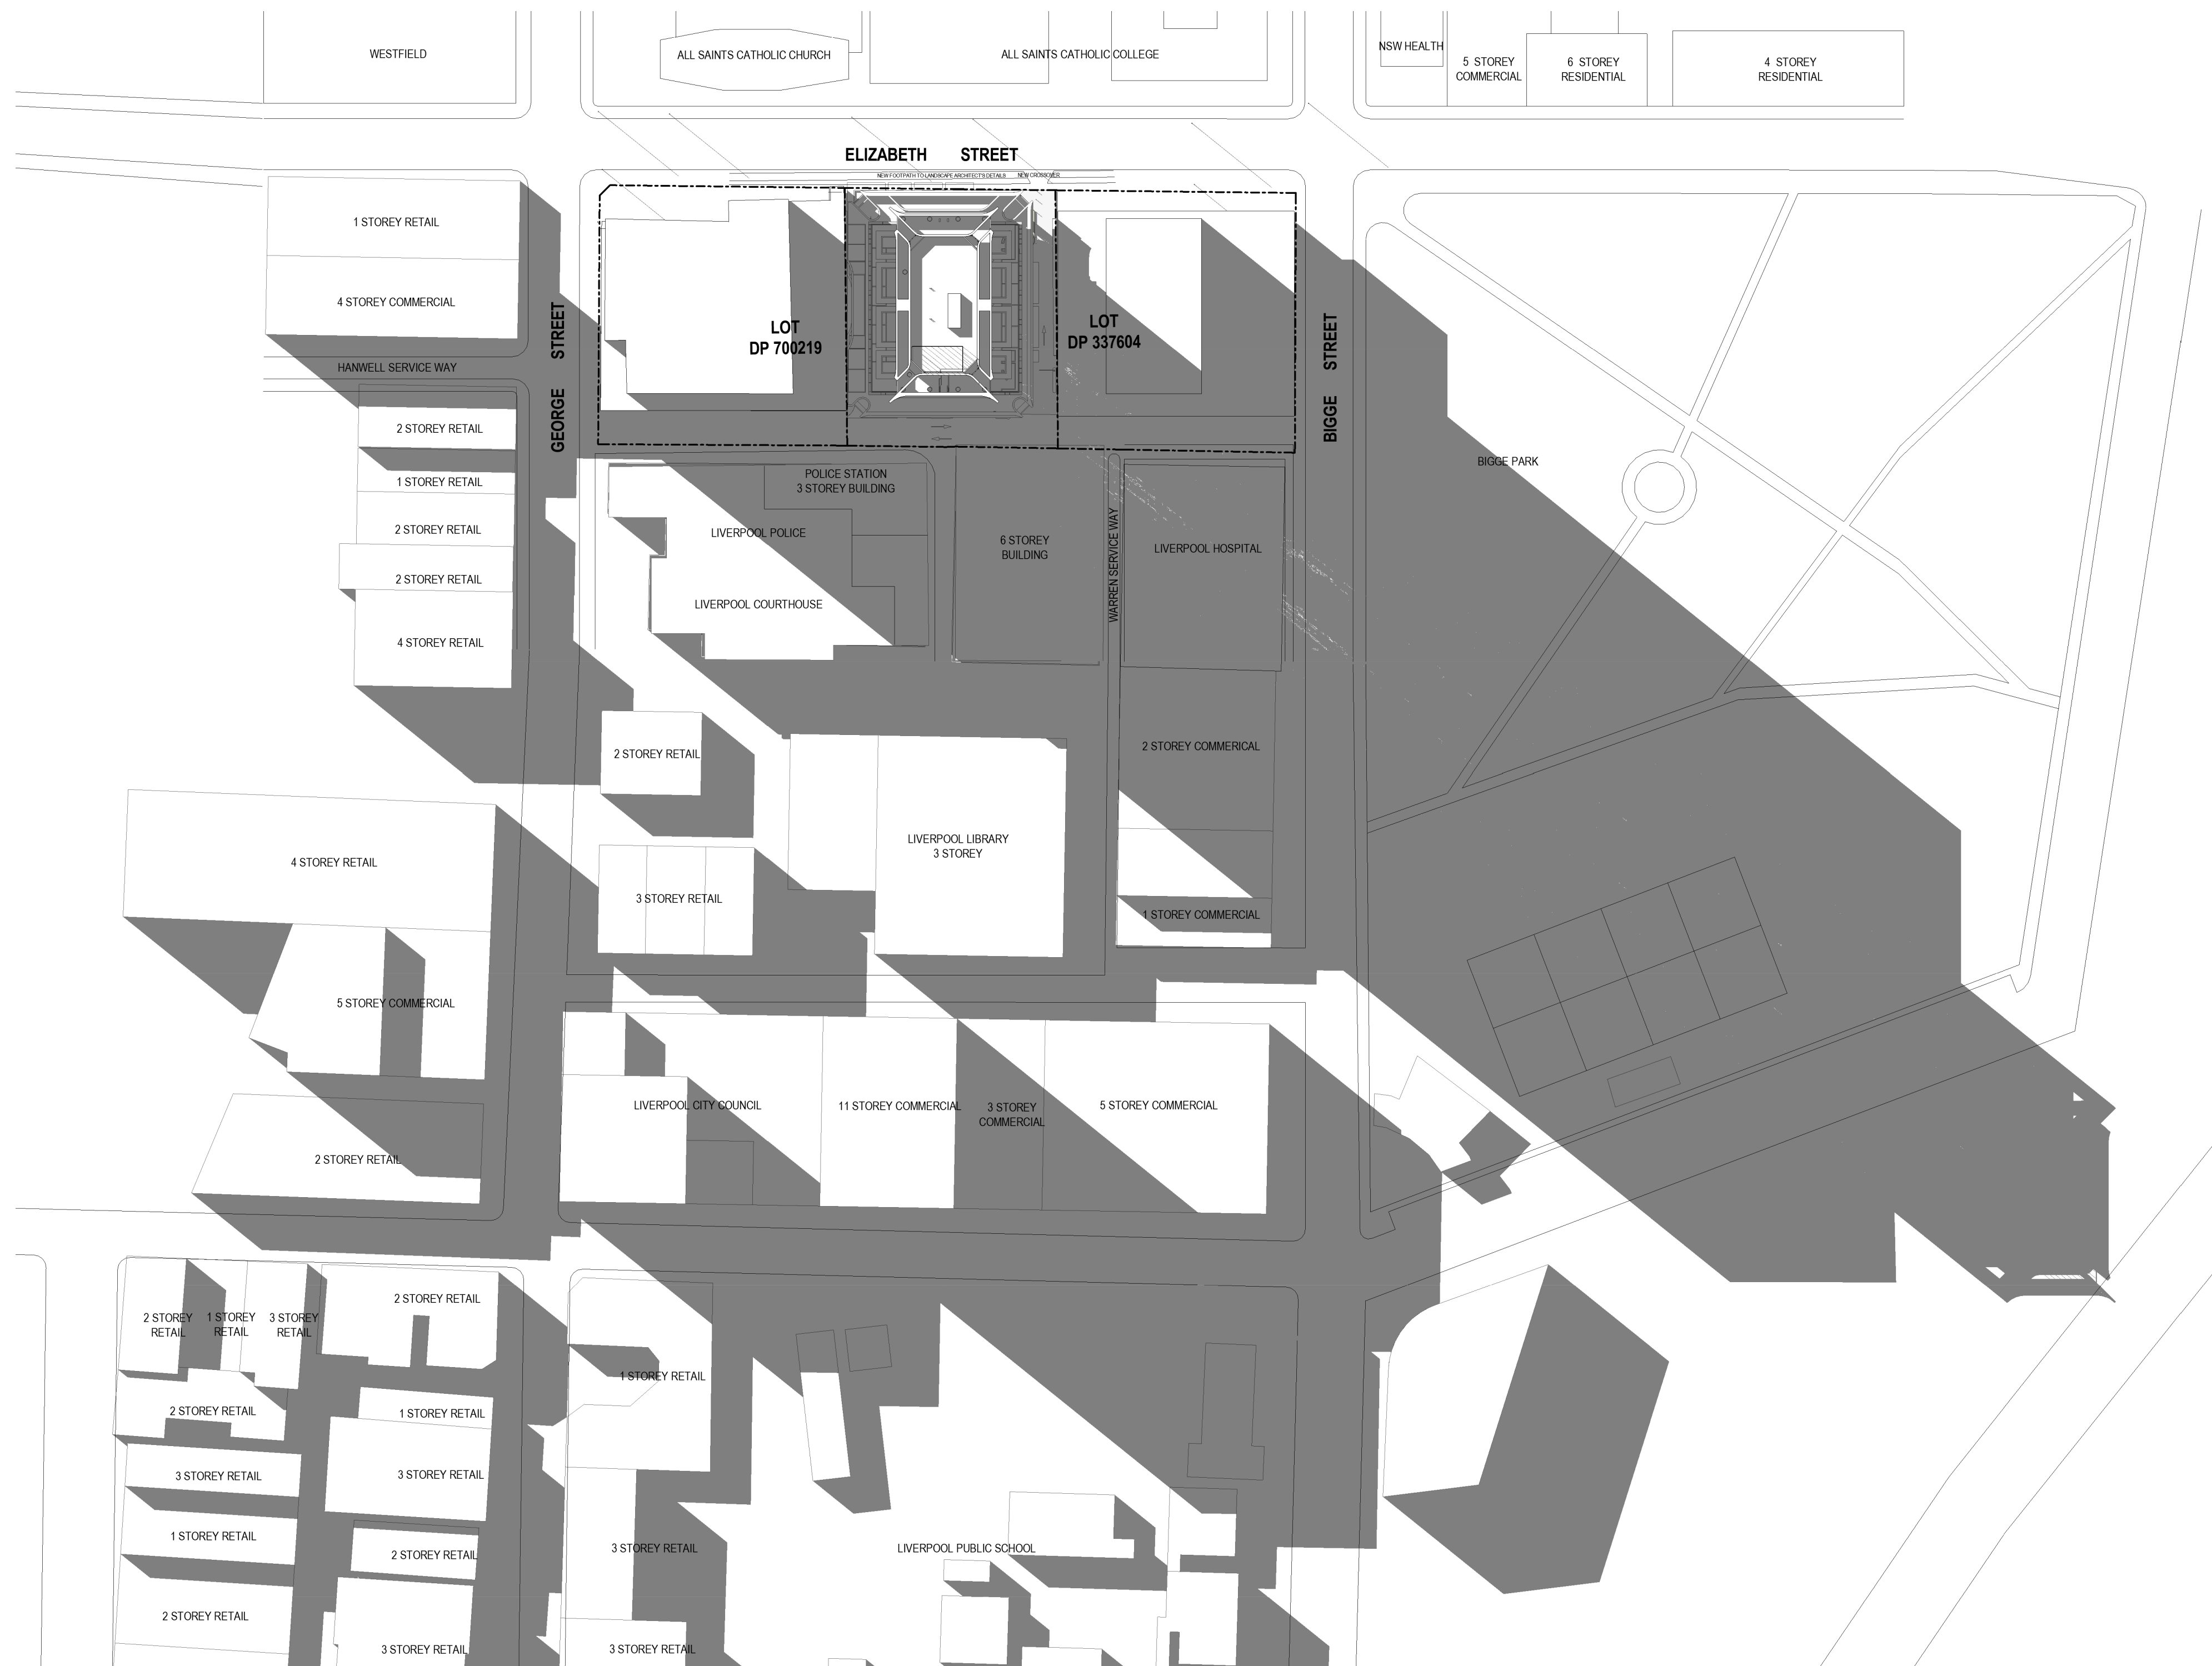 WESTFIELD
ALL SAINTS CATHOLIC CHURCH
ALL SAINTS CATHOLIC COLLEGE
NSW HEALTH
5 STOREY
COMMERCIAL
6 STOREY
RESIDENTIAL
4 STOREY
RESIDENTIAL
ELIZABETH STREET
NEW FOOTPATH TO LANDSCAPE ARCHITECT'S DETAILS
NEW CROSSOVER
1 STOREY RETAIL
4 STOREY COMMERCIAL
HANWELL SERVICE WAY
GEORGE STREET
LOT
DP 700219
LOT
DP 337604
BIGGE STREET
2 STOREY RETAIL
1 STOREY RETAIL
2 STOREY RETAIL
2 STOREY RETAIL
4 STOREY RETAIL
POLICE STATION
3 STOREY BUILDING
LIVERPOOL POLICE
LIVERPOOL COURTHOUSE
6 STOREY
BUILDING
WARREN SERVICE WAY
LIVERPOOL HOSPITAL
BIGGE PARK
2 STOREY RETAIL
2 STOREY COMMERICAL
4 STOREY RETAIL
3 STOREY RETAIL
LIVERPOOL LIBRARY
3 STOREY
1 STOREY COMMERCIAL
5 STOREY COMMERCIAL
LIVERPOOL CITY COUNCIL
11 STOREY COMMERCIAL
3 STOREY
COMMERCIAL
5 STOREY COMMERCIAL
2 STOREY RETAIL
2 STOREY
RETAIL
1 STOREY
RETAIL
3 STOREY
RETAIL
2 STOREY RETAIL
1 STOREY RETAIL
2 STOREY RETAIL
1 STOREY RETAIL
3 STOREY RETAIL
3 STOREY RETAIL
1 STOREY RETAIL
2 STOREY RETAIL
3 STOREY RETAIL
LIVERPOOL PUBLIC SCHOOL
2 STOREY RETAIL
3 STOREY RETAIL
3 STOREY RETAIL